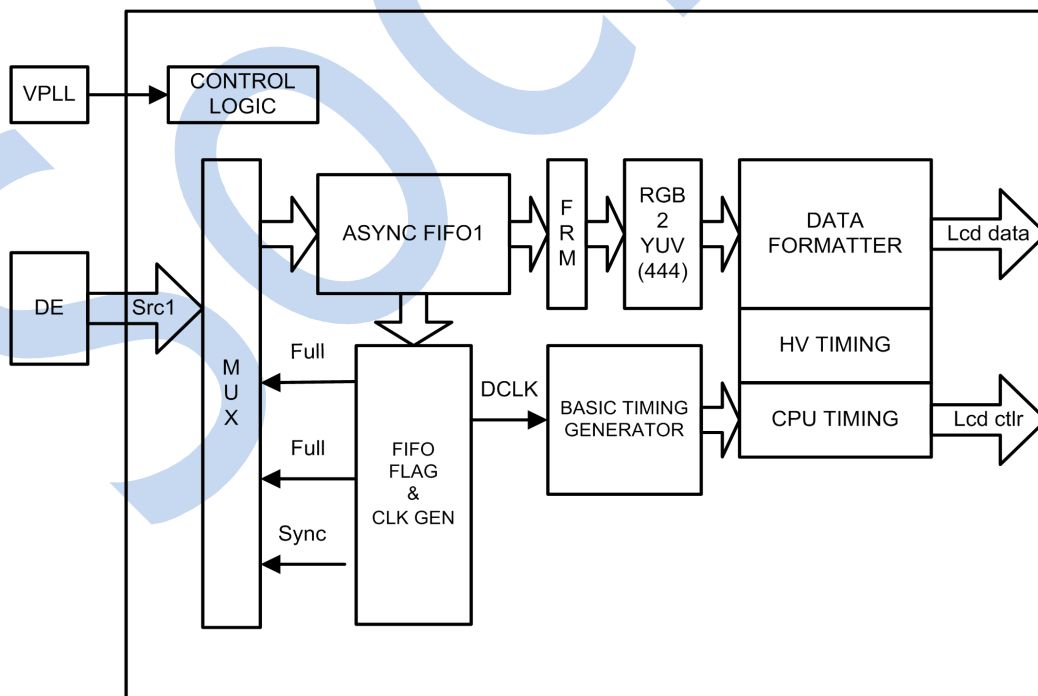 VPLL
CONTROL
LOGIC
DE
Src1
M
U
X
ASYNC FIFO1
F
R
M
RGB
2
YUV
(444)
DATA
FORMATTER
Lcd data
HV TIMING
CPU TIMING
Lcd ctlr
Full
Full
Sync
FIFO
FLAG
&
CLK GEN
DCLK
BASIC TIMING
GENERATOR